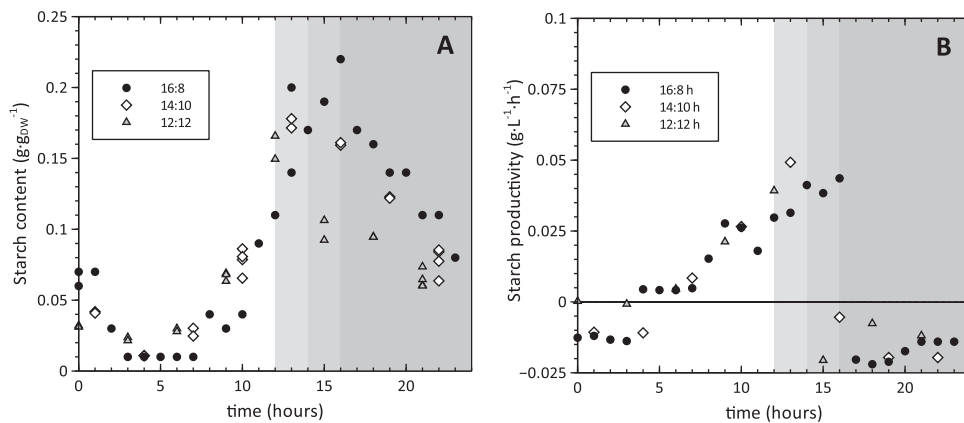 A
0.25
0.2
0.15
0.1
0.05
0
Starch content (g·g_DW⁻¹)
16:8
14:10
12:12
0 5 10 15 20
time (hours)
B
0.1
0.075
0.05
0.025
0
−0.025
Starch productivity (g·L⁻¹·h⁻¹)
16:8 h
14:10 h
12:12 h
0 5 10 15 20
time (hours)